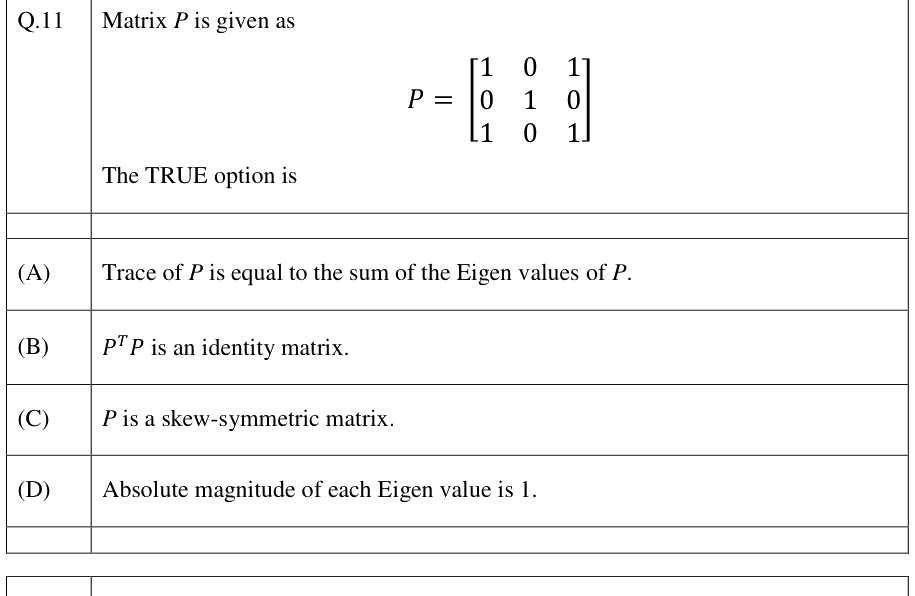 Q.11 Matrix P is given as
P = [1 0 1
0 1 0
1 0 1]
The TRUE option is
(A) Trace of P is equal to the sum of the Eigen values of P.
(B) PᵀP is an identity matrix.
(C) P is a skew-symmetric matrix.
(D) Absolute magnitude of each Eigen value is 1.